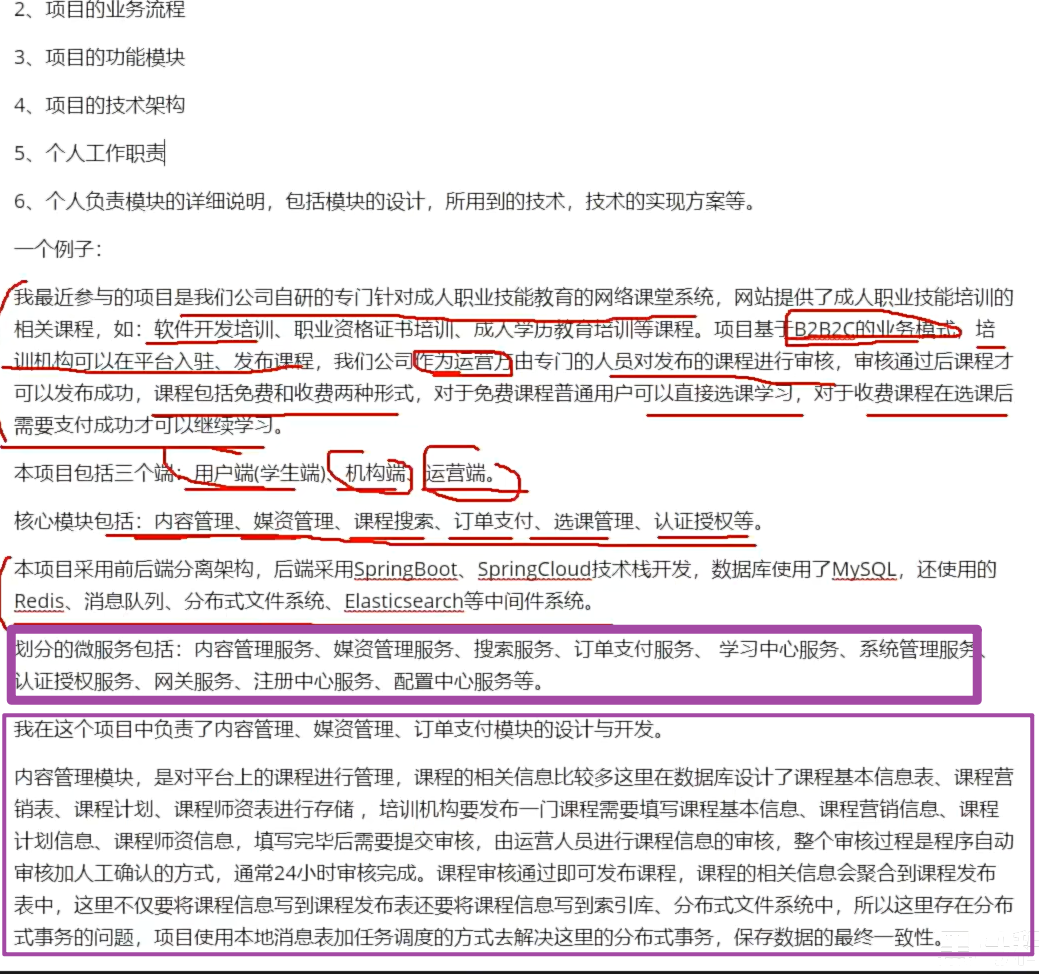 2、项目的业务流程
3、项目的功能模块
4、项目的技术架构
5、个人工作职责
6、个人负责模块的详细说明，包括模块的设计，所用到的技术，技术的实现方案等。
一个例子：
我最近参与的项目是我们公司自研的专门针对成人职业技能教育的网络课堂系统，网站提供了成人职业技能培训的
相关课程，如：软件开发培训、职业资格证书培训、成人学历教育培训等课程。项目基于B2B2C的业务模式，培
训机构可以在平台入驻、发布课程，我们公司作为运营方由专门的人员对发布的课程进行审核，审核通过后课程才
可以发布成功，课程包括免费和收费两种形式，对于免费课程普通用户可以直接选课学习，对于收费课程在选课后
需要支付成功才可以继续学习。
本项目包括三个端：用户端(学生端)、机构端、运营端。
核心模块包括：内容管理、媒资管理、课程搜索、订单支付、选课管理、认证授权等。
本项目采用前后端分离架构，后端采用SpringBoot、SpringCloud技术栈开发，数据库使用了MySQL，还使用的
Redis、消息队列、分布式文件系统、Elasticsearch等中间件系统。
划分的微服务包括：内容管理服务、媒资管理服务、搜索服务、订单支付服务、 学习中心服务、系统管理服务、
认证授权服务、网关服务、注册中心服务、配置中心服务等。
我在这个项目中负责了内容管理、媒资管理、订单支付模块的设计与开发。
内容管理模块，是对平台上的课程进行管理，课程的相关信息比较多这里在数据库设计了课程基本信息表、课程营
销表、课程计划、课程师资表进行存储 ，培训机构要发布一门课程需要填写课程基本信息、课程营销信息、课程
计划信息、课程师资信息，填写完毕后需要提交审核，由运营人员进行课程信息的审核，整个审核过程是程序自动
审核加人工确认的方式，通常24小时审核完成。课程审核通过即可发布课程，课程的相关信息会聚合到课程发布
表中，这里不仅要将课程信息写到课程发布表还要将课程信息写到索引库、分布式文件系统中，所以这里存在分布
式事务的问题，项目使用本地消息表加任务调度的方式去解决这里的分布式事务，保存数据的最终一致性。